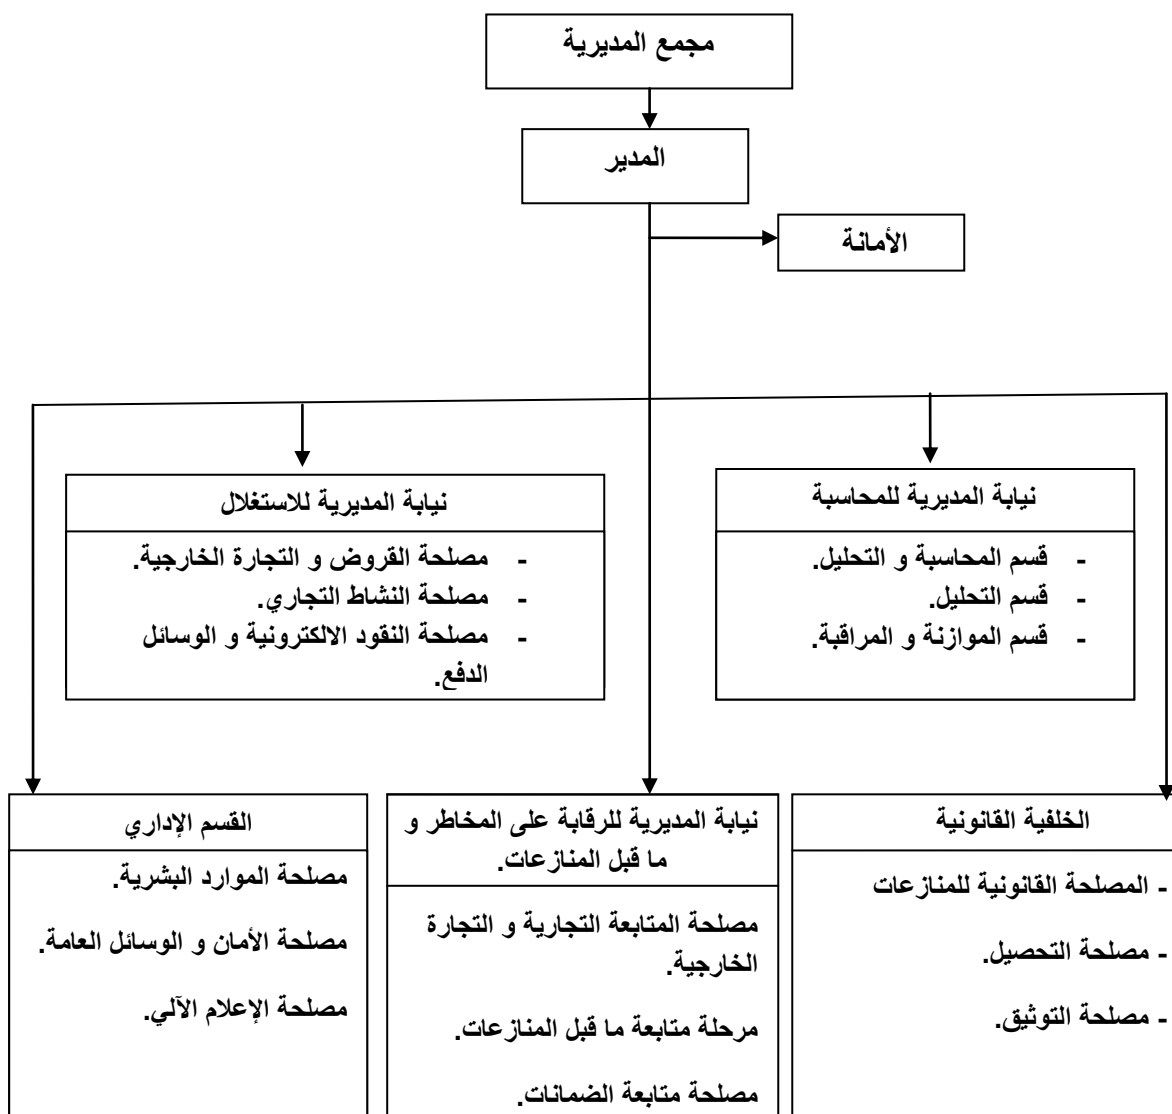 مجمع المديرية
المدير
الأمانة
نيابة المديرية للمحاسبة
- قسم المحاسبة و التحليل.
- قسم التحليل.
- قسم الموازنة و المراقبة.
نيابة المديرية للاستغلال
- مصلحة القروض و التجارة الخارجية.
- مصلحة النشاط التجاري.
- مصلحة النقود الالكترونية و الوسائل
الدفع.
الخلفية القانونية
- المصلحة القانونية للمنازعات
- مصلحة التحصيل.
- مصلحة التوثيق.
نيابة المديرية للرقابة على المخاطر و
ما قبل المنازعات.
مصلحة المتابعة التجارية و التجارة
الخارجية.
مرحلة متابعة ما قبل المنازعات.
مصلحة متابعة الضمانات.
القسم الإداري
مصلحة الموارد البشرية.
مصلحة الأمان و الوسائل العامة.
مصلحة الإعلام الآلي.